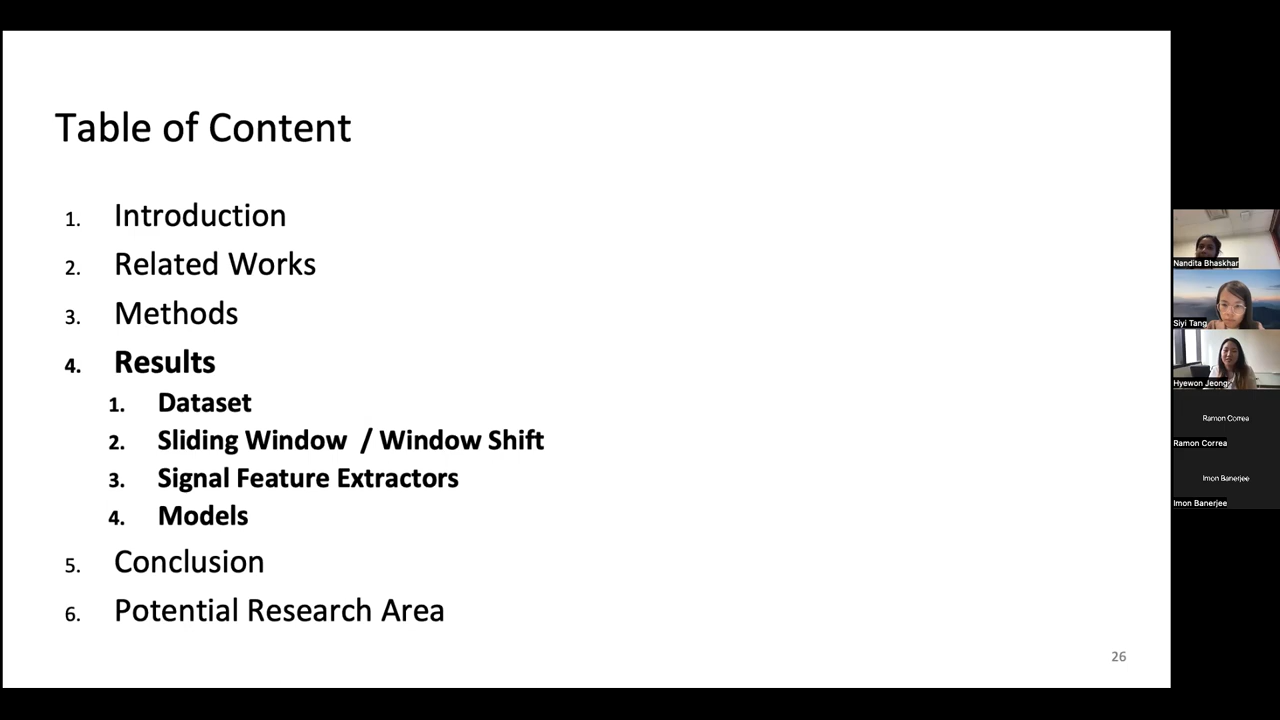 Table of Content
1. Introduction
2. Related Works
3. Methods
4. Results
1. Dataset
2. Sliding Window / Window Shift
3. Signal Feature Extractors
4. Models
5. Conclusion
6. Potential Research Area
26
Nandita Bhaskhar
Siyi Tang
Hyewon Jeong
Ramon Correa
Ramon Correa
Imon Banerjee
Imon Banerjee